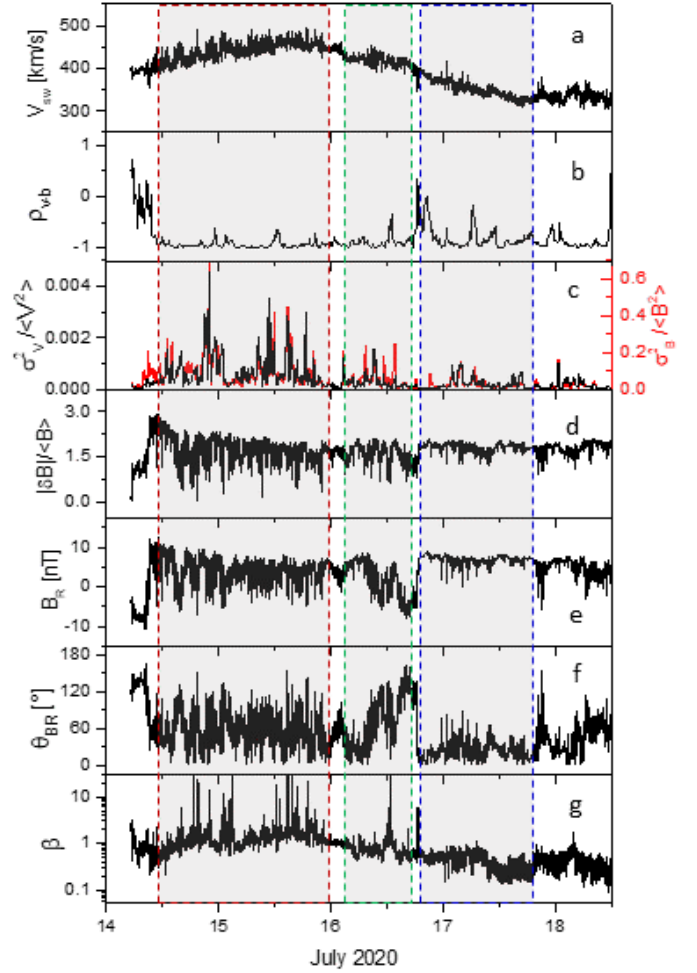 500
400
300
V_sw [km/s]
a
1
0
-1
ρ_v-b
b
0.004
0.002
0.000
σ²_V/<V²>
c
0.6
0.4
0.2
0.0
σ²_B/<B²>
3.0
1.5
0.0
|δB|/<B>
d
10
0
-10
B_R [nT]
e
180
120
60
0
θ_BR [°]
f
10
1
0.1
β
g
14 15 16 17 18
July 2020